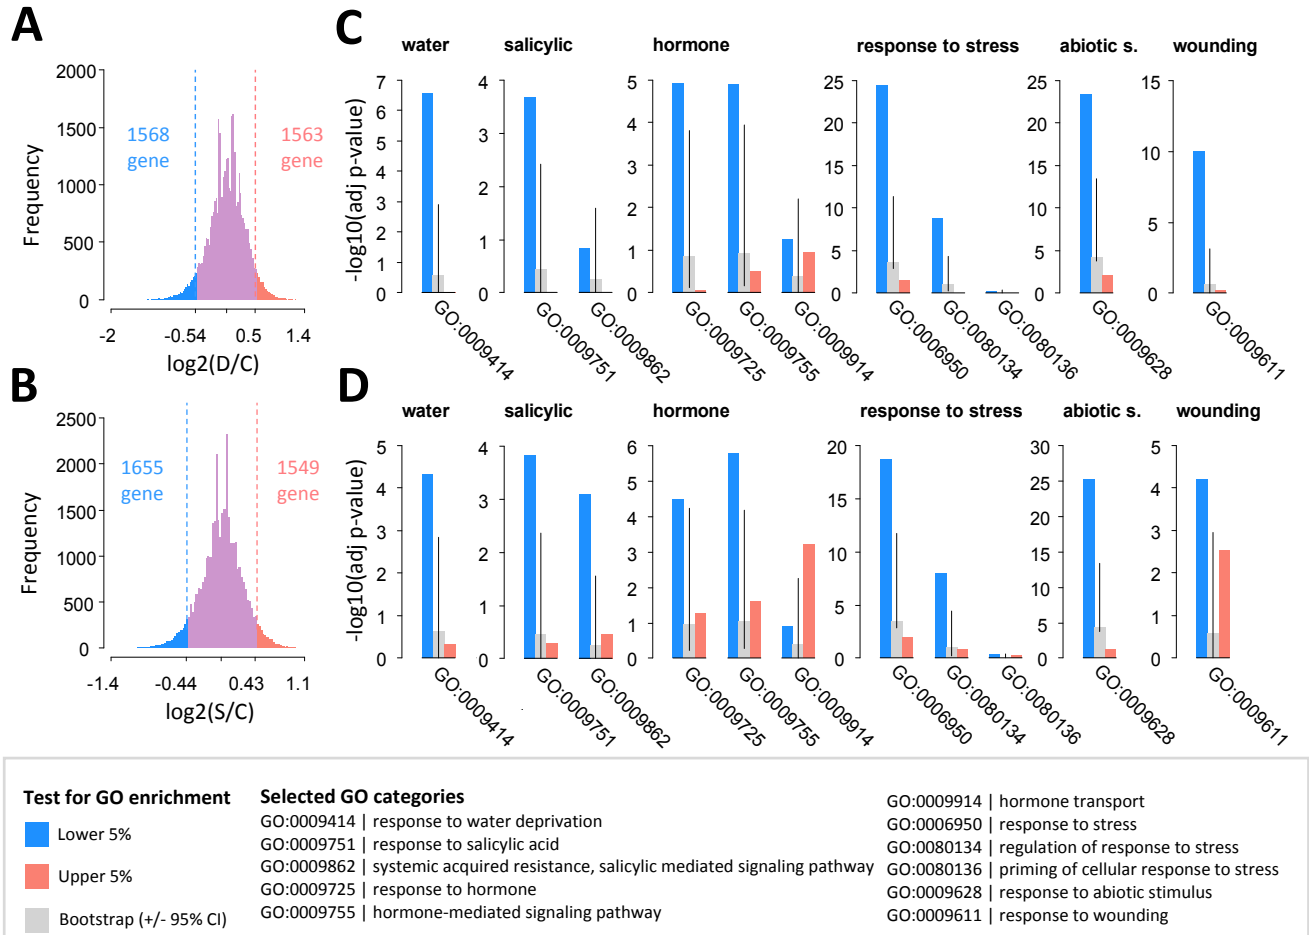 A
C
water
salicylic
hormone
response to stress
abiotic s.
wounding
2000
1500
1000
500
0
Frequency
1568
gene
1563
gene
-2
-0.54
0.5
1.4
log2(D/C)
-log10(adj p-value)
7
6
5
4
3
2
1
0
4
3
2
1
0
5
4
3
2
1
0
25
20
15
10
5
0
25
20
15
10
5
0
15
10
5
0
GO:0009414
GO:0009751
GO:0009862
GO:0009725
GO:0009755
GO:0009914
GO:0006950
GO:0080134
GO:0080136
GO:0009628
GO:0009611
B
D
water
salicylic
hormone
response to stress
abiotic s.
wounding
2500
2000
1500
1000
500
0
Frequency
1655
gene
1549
gene
-1.4
-0.44
0.43
1.1
log2(S/C)
-log10(adj p-value)
5
4
3
2
1
0
4
3
2
1
0
6
5
4
3
2
1
0
20
15
10
5
0
30
25
20
15
10
5
0
5
4
3
2
1
0
GO:0009414
GO:0009751
GO:0009862
GO:0009725
GO:0009755
GO:0009914
GO:0006950
GO:0080134
GO:0080136
GO:0009628
GO:0009611
Test for GO enrichment
Lower 5%
Upper 5%
Bootstrap (+/- 95% CI)
Selected GO categories
GO:0009414 | response to water deprivation
GO:0009751 | response to salicylic acid
GO:0009862 | systemic acquired resistance, salicylic mediated signaling pathway
GO:0009725 | response to hormone
GO:0009755 | hormone-mediated signaling pathway
GO:0009914 | hormone transport
GO:0006950 | response to stress
GO:0080134 | regulation of response to stress
GO:0080136 | priming of cellular response to stress
GO:0009628 | response to abiotic stimulus
GO:0009611 | response to wounding